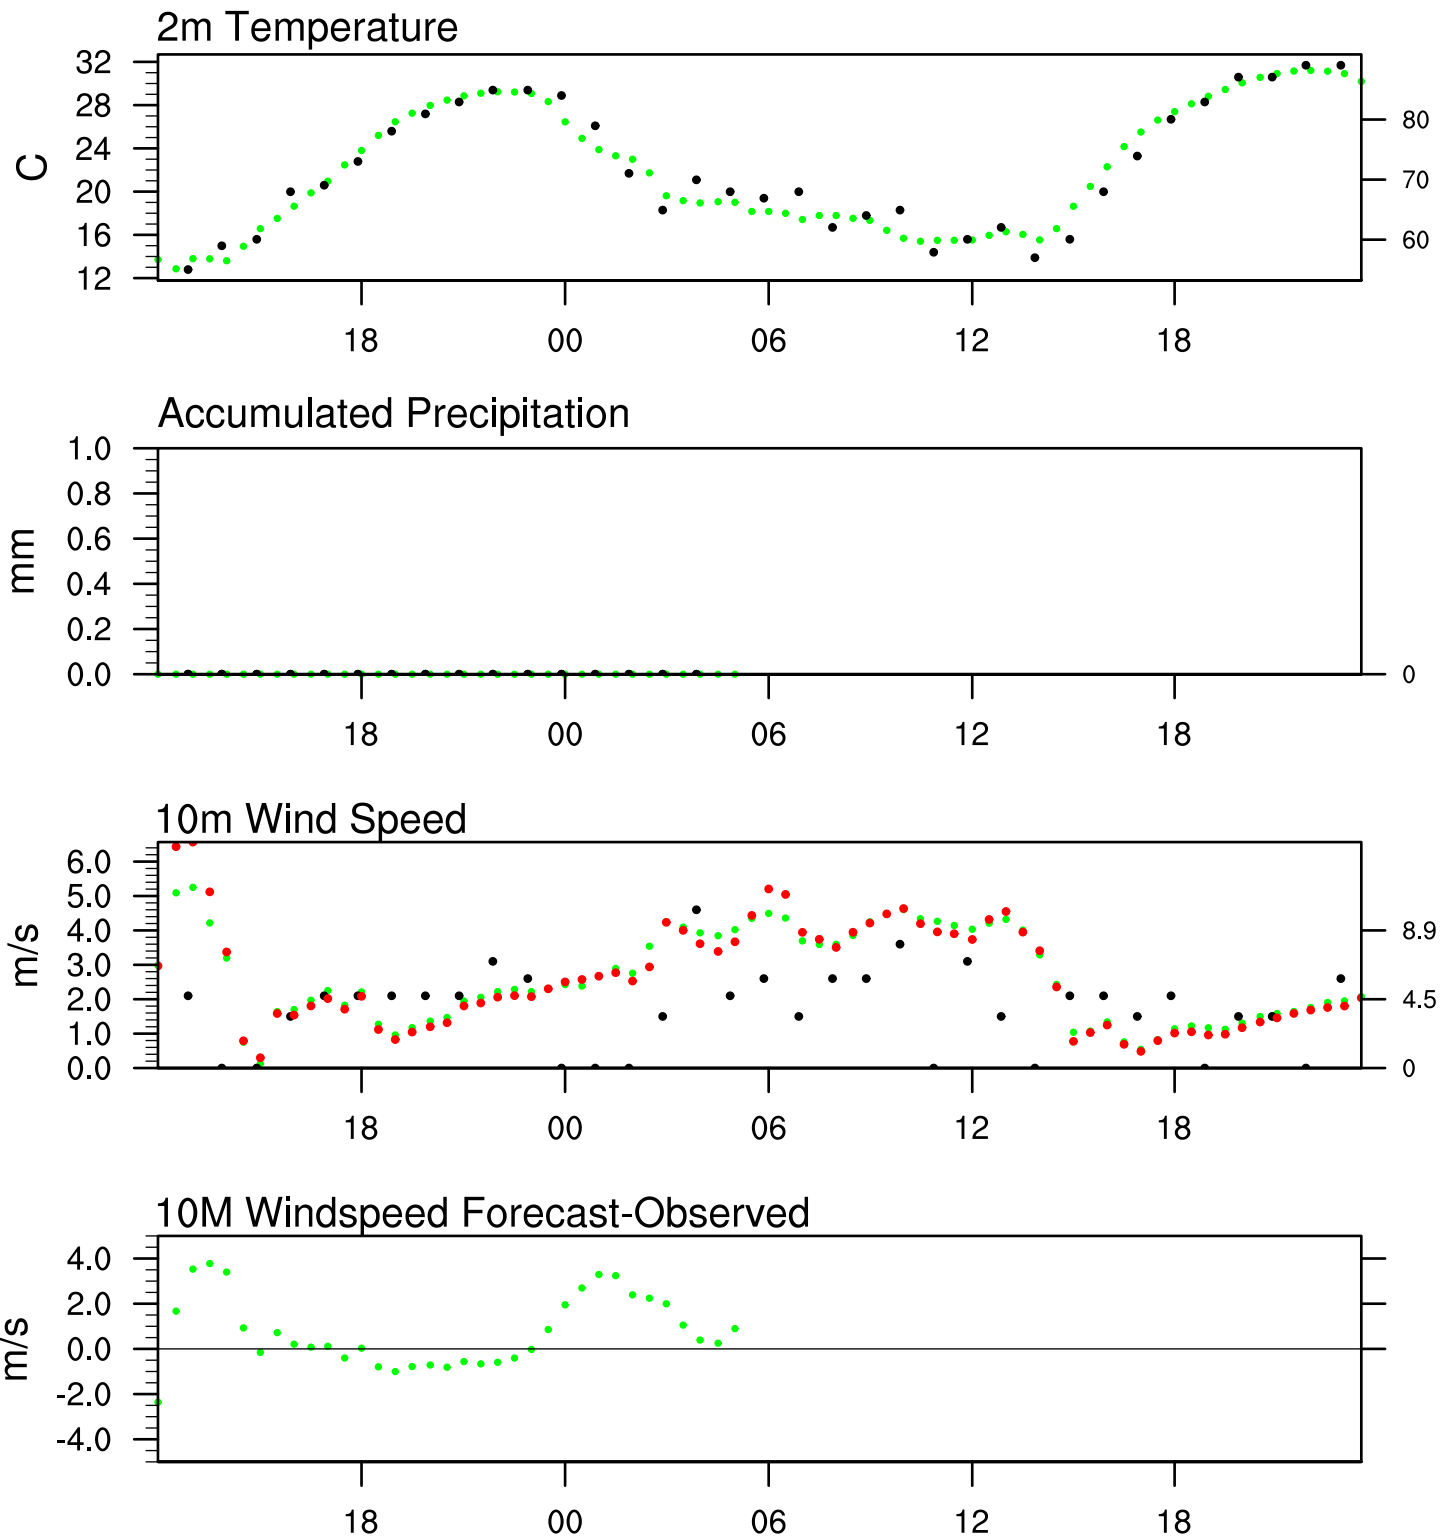 2m Temperature
32
28
24
20
16
12
C
80
70
60
18 00 06 12 18
Accumulated Precipitation
1.0
0.8
0.6
0.4
0.2
0.0
mm
0
18 00 06 12 18
10m Wind Speed
6.0
5.0
4.0
3.0
2.0
1.0
0.0
m/s
8.9
4.5
0
18 00 06 12 18
10M Windspeed Forecast-Observed
4.0
2.0
0.0
-2.0
-4.0
m/s
18 00 06 12 18